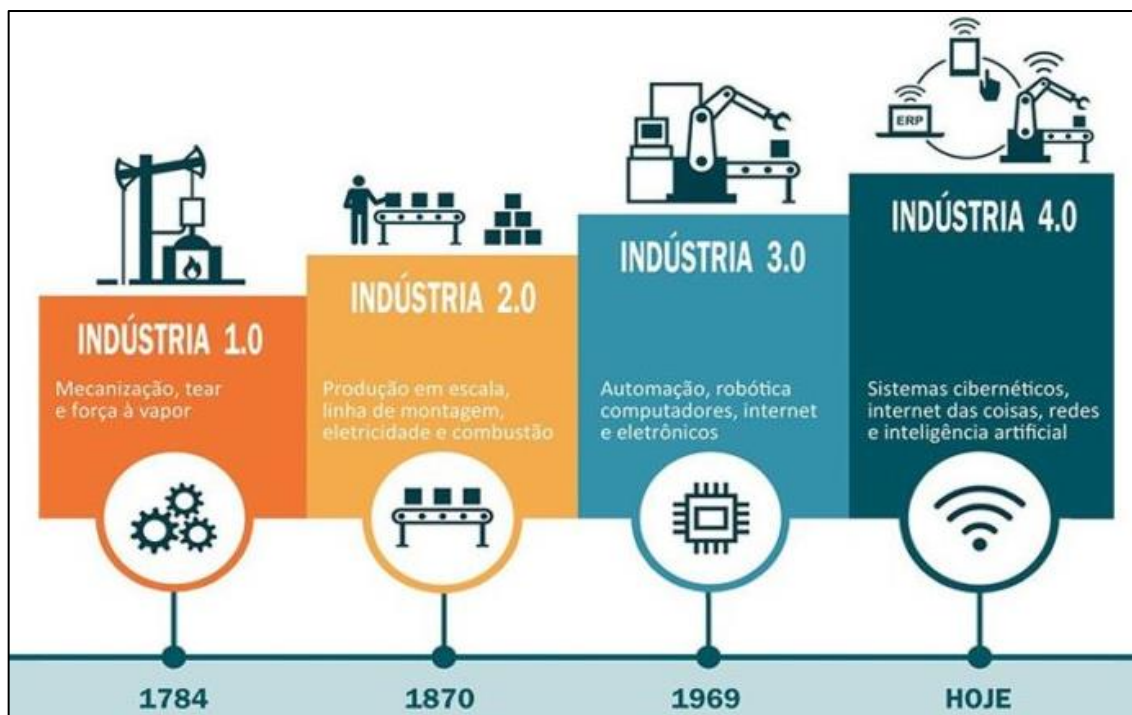 ERP
INDÚSTRIA 1.0
Mecanização, tear
e força à vapor
INDÚSTRIA 2.0
Produção em escala,
linha de montagem,
eletricidade e combustão
INDÚSTRIA 3.0
Automação, robótica
computadores, internet
e eletrônicos
INDÚSTRIA 4.0
Sistemas cibernéticos,
internet das coisas, redes
e inteligência artificial
1784
1870
1969
HOJE